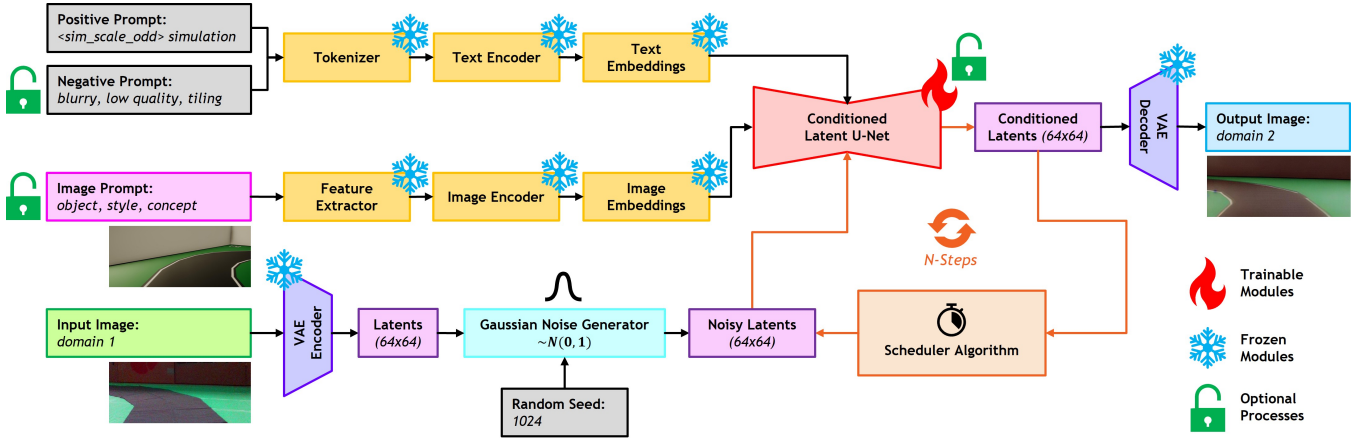 Positive Prompt:
<sim_scale_odd> simulation
Negative Prompt:
blurry, low quality, tiling
Tokenizer
Text Encoder
Text
Embeddings
Conditioned
Latent U-Net
Conditioned
Latents (64x64)
VAE
Decoder
Output Image:
domain 2
Image Prompt:
object, style, concept
Feature
Extractor
Image Encoder
Image
Embeddings
N-Steps
Input Image:
domain 1
VAE
Encoder
Latents
(64x64)
Gaussian Noise Generator
~N(0, 1)
Noisy Latents
(64x64)
Scheduler Algorithm
Random Seed:
1024
Trainable
Modules
Frozen
Modules
Optional
Processes